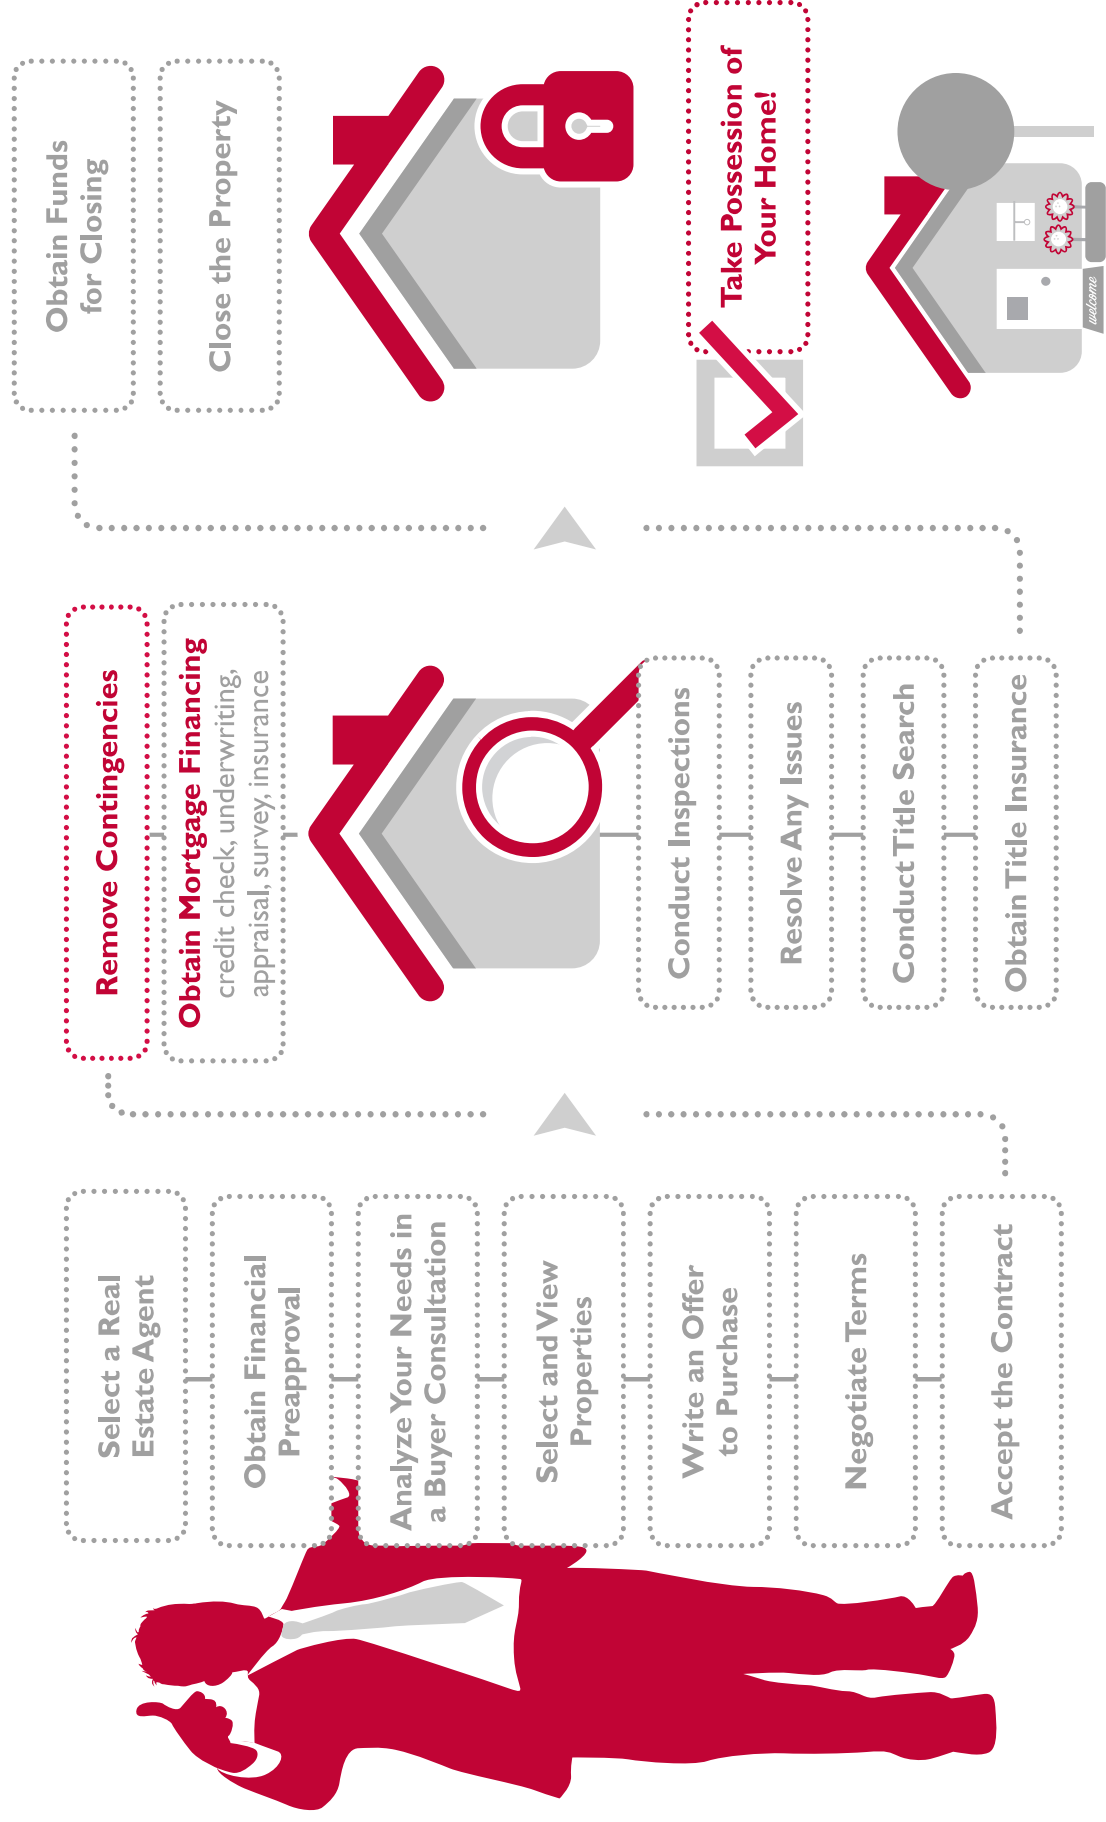 Select a Real
Estate Agent
Obtain Financial
Preapproval
Analyze Your Needs in
a Buyer Consultation
Select and View
Properties
Write an Offer
to Purchase
Negotiate Terms
Accept the Contract
Remove Contingencies
Obtain Mortgage Financing
credit check, underwriting,
appraisal, survey, insurance
Conduct Inspections
Resolve Any Issues
Conduct Title Search
Obtain Title Insurance
Obtain Funds
for Closing
Close the Property
Take Possession of
Your Home!
welcome